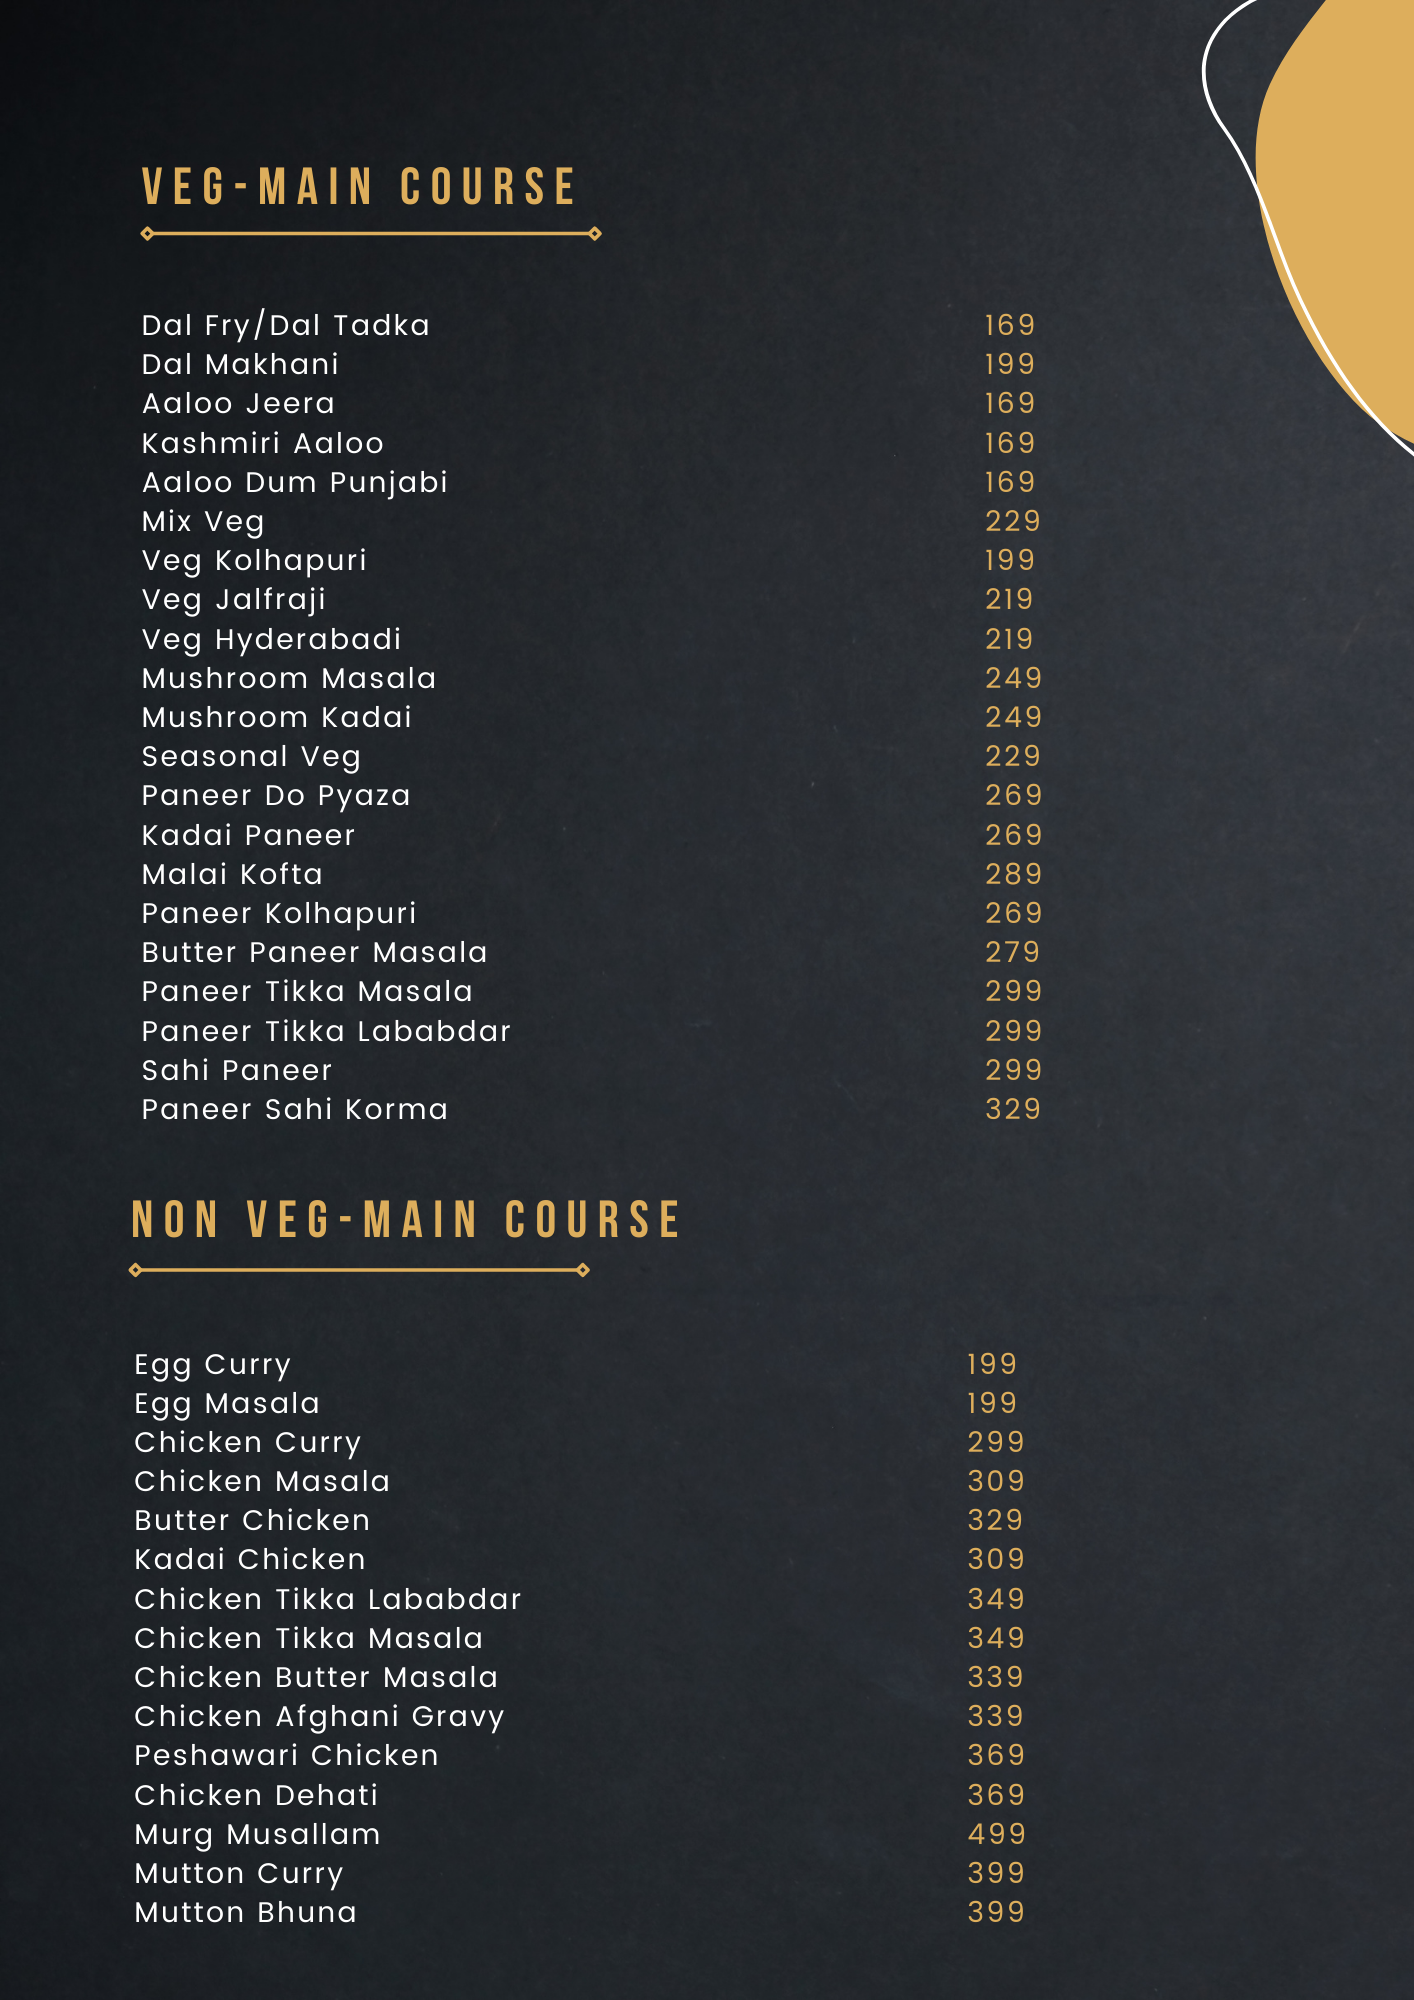 VEG-MAIN COURSE
Dal Fry/Dal Tadka 169
Dal Makhani 199
Aaloo Jeera 169
Kashmiri Aaloo 169
Aaloo Dum Punjabi 169
Mix Veg 229
Veg Kolhapuri 199
Veg Jalfraji 219
Veg Hyderabadi 219
Mushroom Masala 249
Mushroom Kadai 249
Seasonal Veg 229
Paneer Do Pyaza 269
Kadai Paneer 269
Malai Kofta 289
Paneer Kolhapuri 269
Butter Paneer Masala 279
Paneer Tikka Masala 299
Paneer Tikka Lababdar 299
Sahi Paneer 299
Paneer Sahi Korma 329
NON VEG-MAIN COURSE
Egg Curry 199
Egg Masala 199
Chicken Curry 299
Chicken Masala 309
Butter Chicken 329
Kadai Chicken 309
Chicken Tikka Lababdar 349
Chicken Tikka Masala 349
Chicken Butter Masala 339
Chicken Afghani Gravy 339
Peshawari Chicken 369
Chicken Dehati 369
Murg Musallam 499
Mutton Curry 399
Mutton Bhuna 399